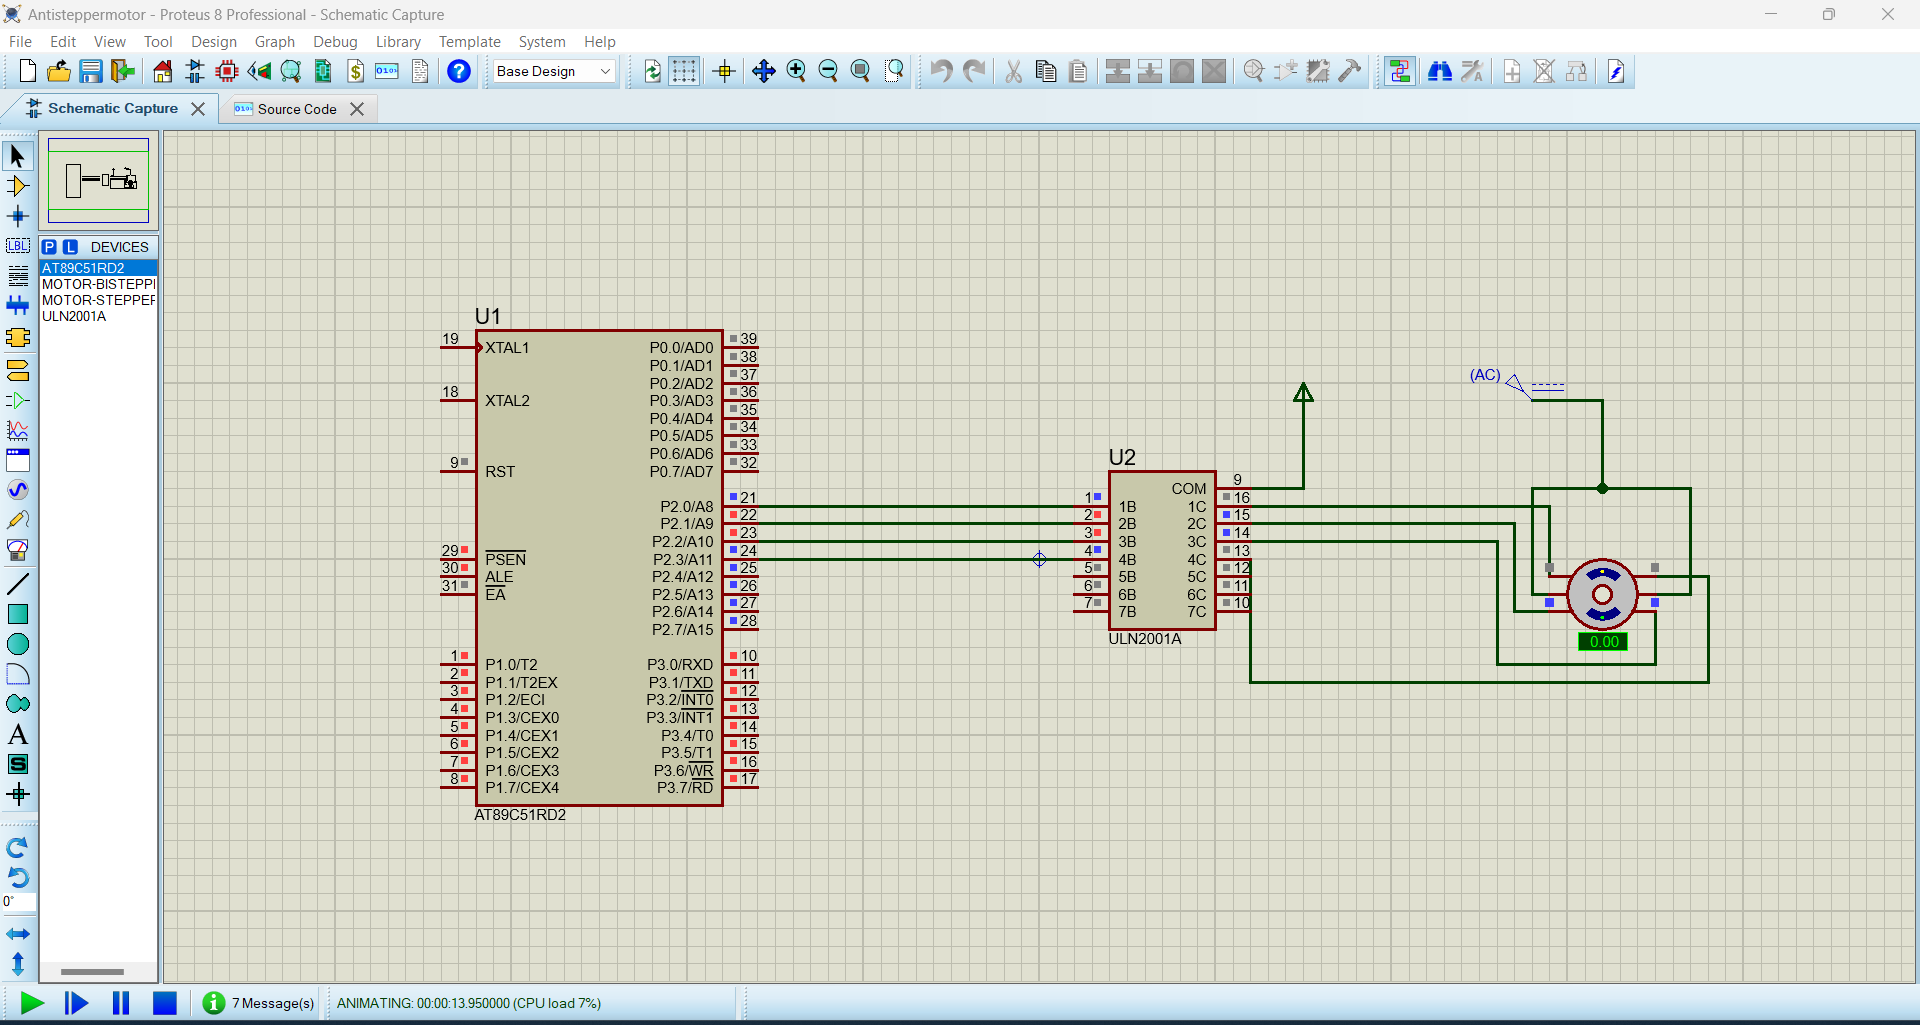 Antisteppermotor - Proteus 8 Professional - Schematic Capture
File Edit View Tool Design Graph Debug Library Template System Help
Base Design
Schematic Capture
Source Code
P L DEVICES
AT89C51RD2
MOTOR-BISTEPPI
MOTOR-STEPPER
ULN2001A
LBL
A
S
0°
U1
19 XTAL1
18 XTAL2
9 RST
29 PSEN
30 ALE
31 EA
1 P1.0/T2
2 P1.1/T2EX
3 P1.2/ECI
4 P1.3/CEX0
5 P1.4/CEX1
6 P1.5/CEX2
7 P1.6/CEX3
8 P1.7/CEX4
P0.0/AD0 39
P0.1/AD1 38
P0.2/AD2 37
P0.3/AD3 36
P0.4/AD4 35
P0.5/AD5 34
P0.6/AD6 33
P0.7/AD7 32
P2.0/A8 21
P2.1/A9 22
P2.2/A10 23
P2.3/A11 24
P2.4/A12 25
P2.5/A13 26
P2.6/A14 27
P2.7/A15 28
P3.0/RXD 10
P3.1/TXD 11
P3.2/INT0 12
P3.3/INT1 13
P3.4/T0 14
P3.5/T1 15
P3.6/WR 16
P3.7/RD 17
AT89C51RD2
U2
COM 9
1 1B 1C 16
2 2B 2C 15
3 3B 3C 14
4 4B 4C 13
5 5B 5C 12
6 6B 6C 11
7 7B 7C 10
ULN2001A
(AC)
0.00
7 Message(s)
ANIMATING: 00:00:13.950000 (CPU load 7%)